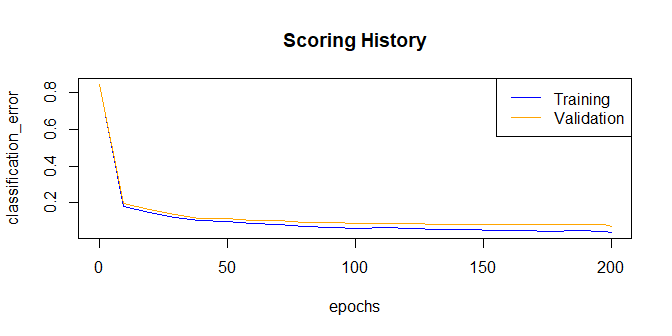 Scoring History
classification_error
0.8
0.6
0.4
0.2
Training
Validation
0
50
100
150
200
epochs